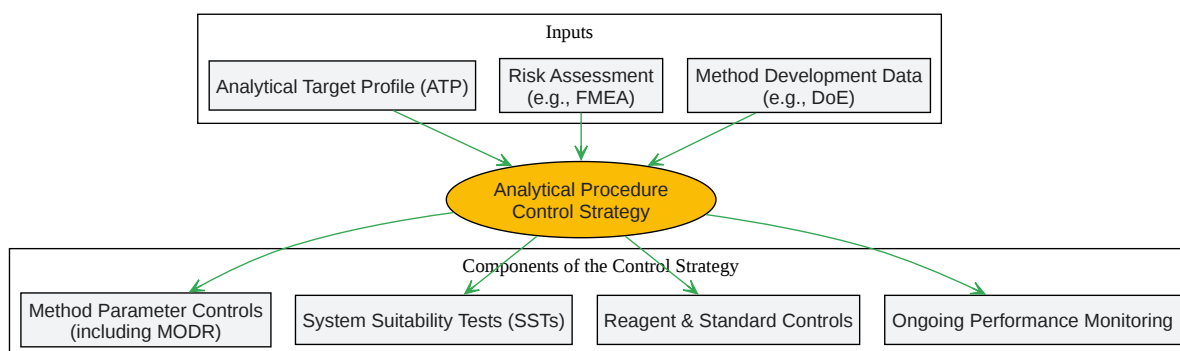 Inputs
Analytical Target Profile (ATP)
Risk Assessment
(e.g., FMEA)
Method Development Data
(e.g., DoE)
Analytical Procedure
Control Strategy
Components of the Control Strategy
Method Parameter Controls
(including MODR)
System Suitability Tests (SSTs)
Reagent & Standard Controls
Ongoing Performance Monitoring